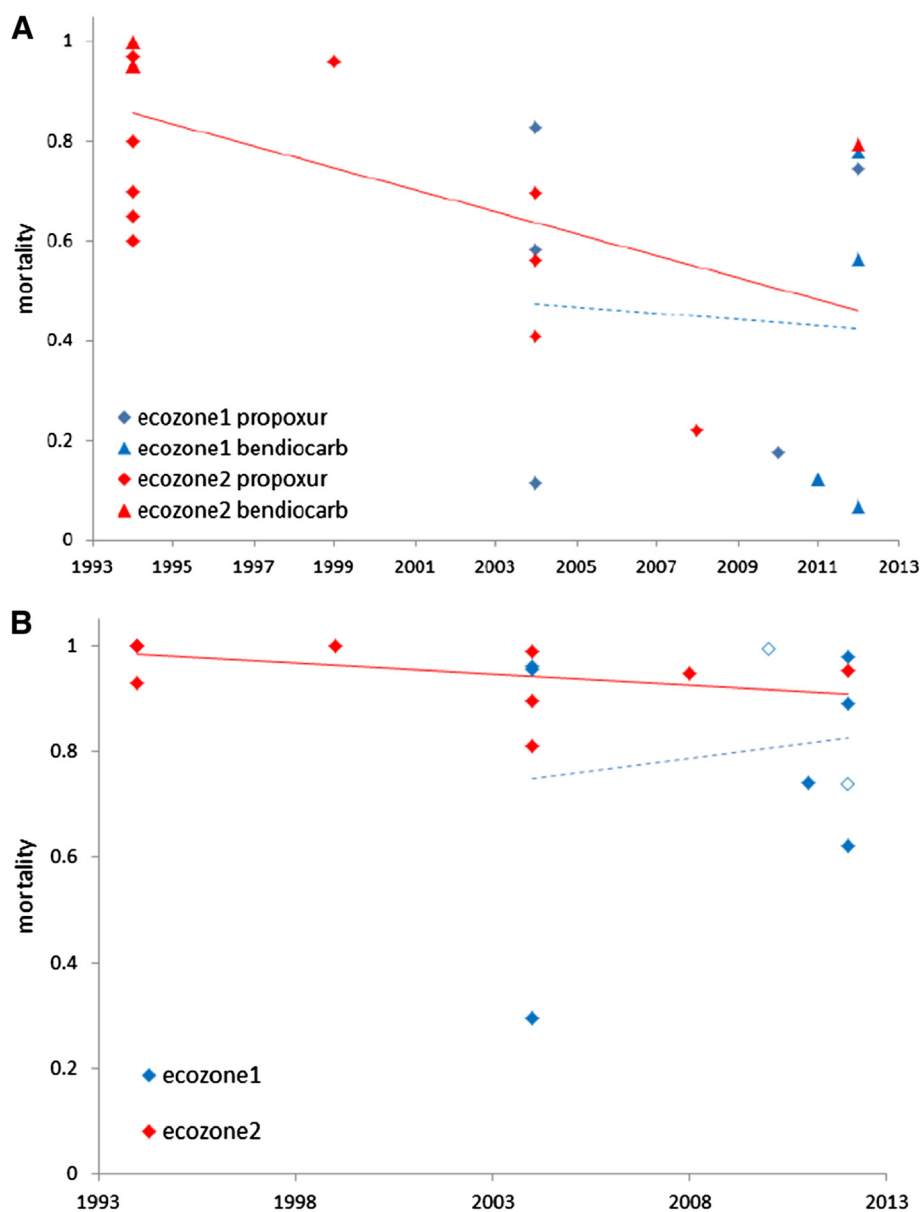 A
1
0.8
0.6
0.4
0.2
0
mortality
ecozone1 propoxur
ecozone1 bendiocarb
ecozone2 propoxur
ecozone2 bendiocarb
1993 1995 1997 1999 2001 2003 2005 2007 2009 2011 2013
B
1
0.8
0.6
0.4
0.2
0
mortality
ecozone1
ecozone2
1993 1998 2003 2008 2013